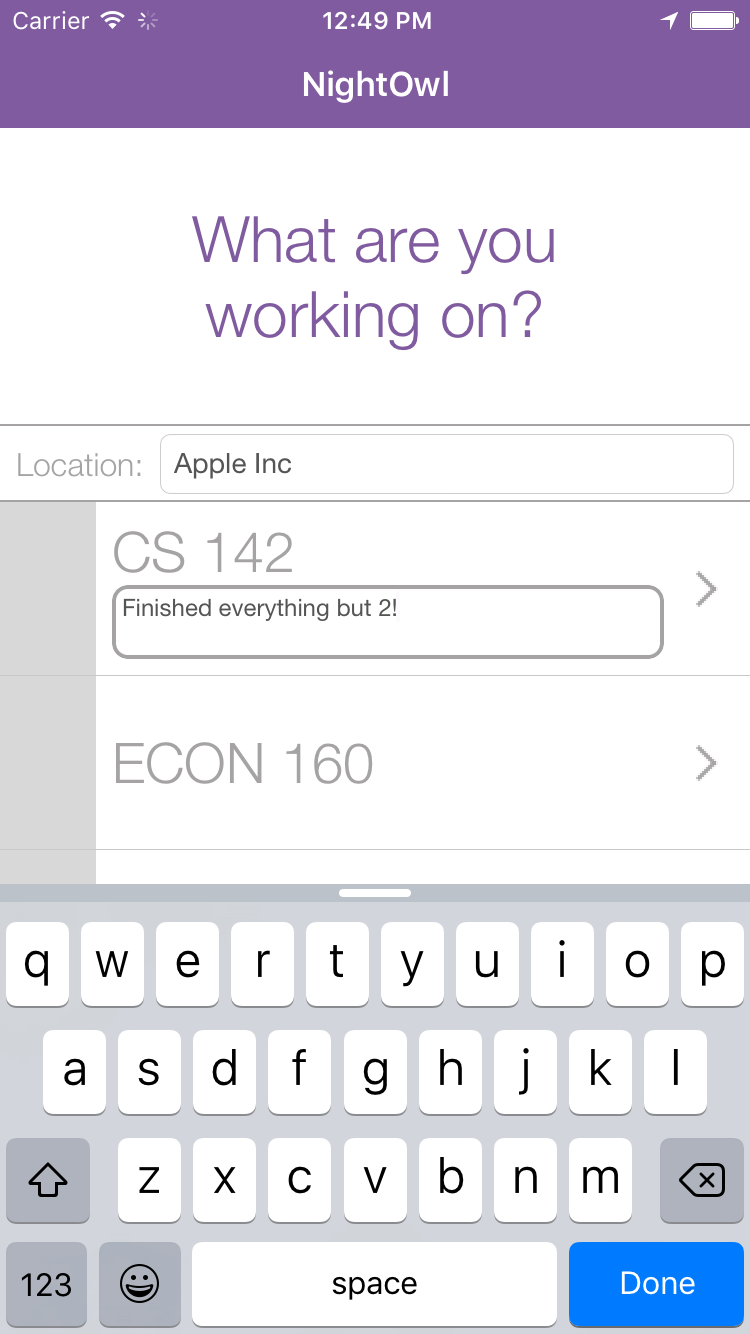 Carrier 12:49 PM
NightOwl
What are you
working on?
Location: Apple Inc
CS 142
Finished everything but 2!
ECON 160
q w e r t y u i o p
a s d f g h j k l
z x c v b n m
123 space Done